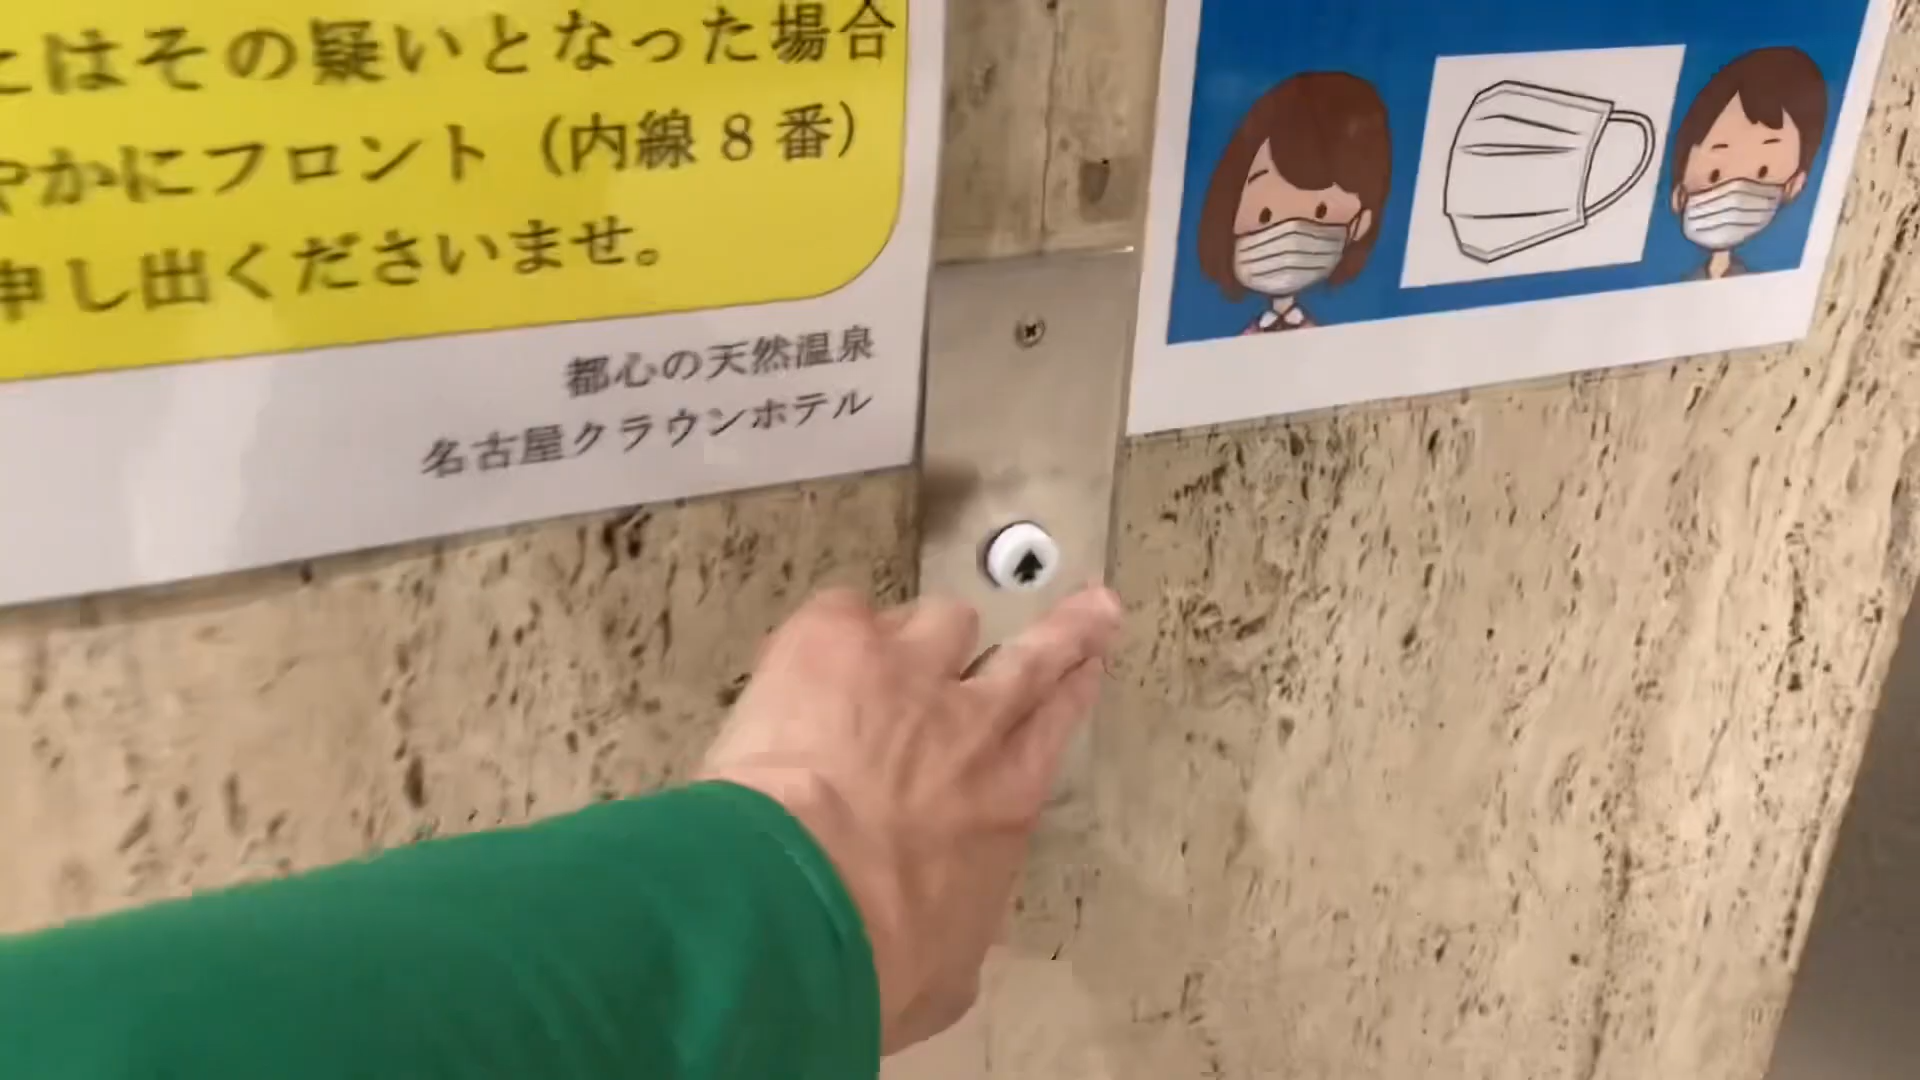 たはその疑いとなった場合
やかにフロント（内線 8 番）
申し出くださいませ。
都心の天然温泉
名古屋クラウンホテル